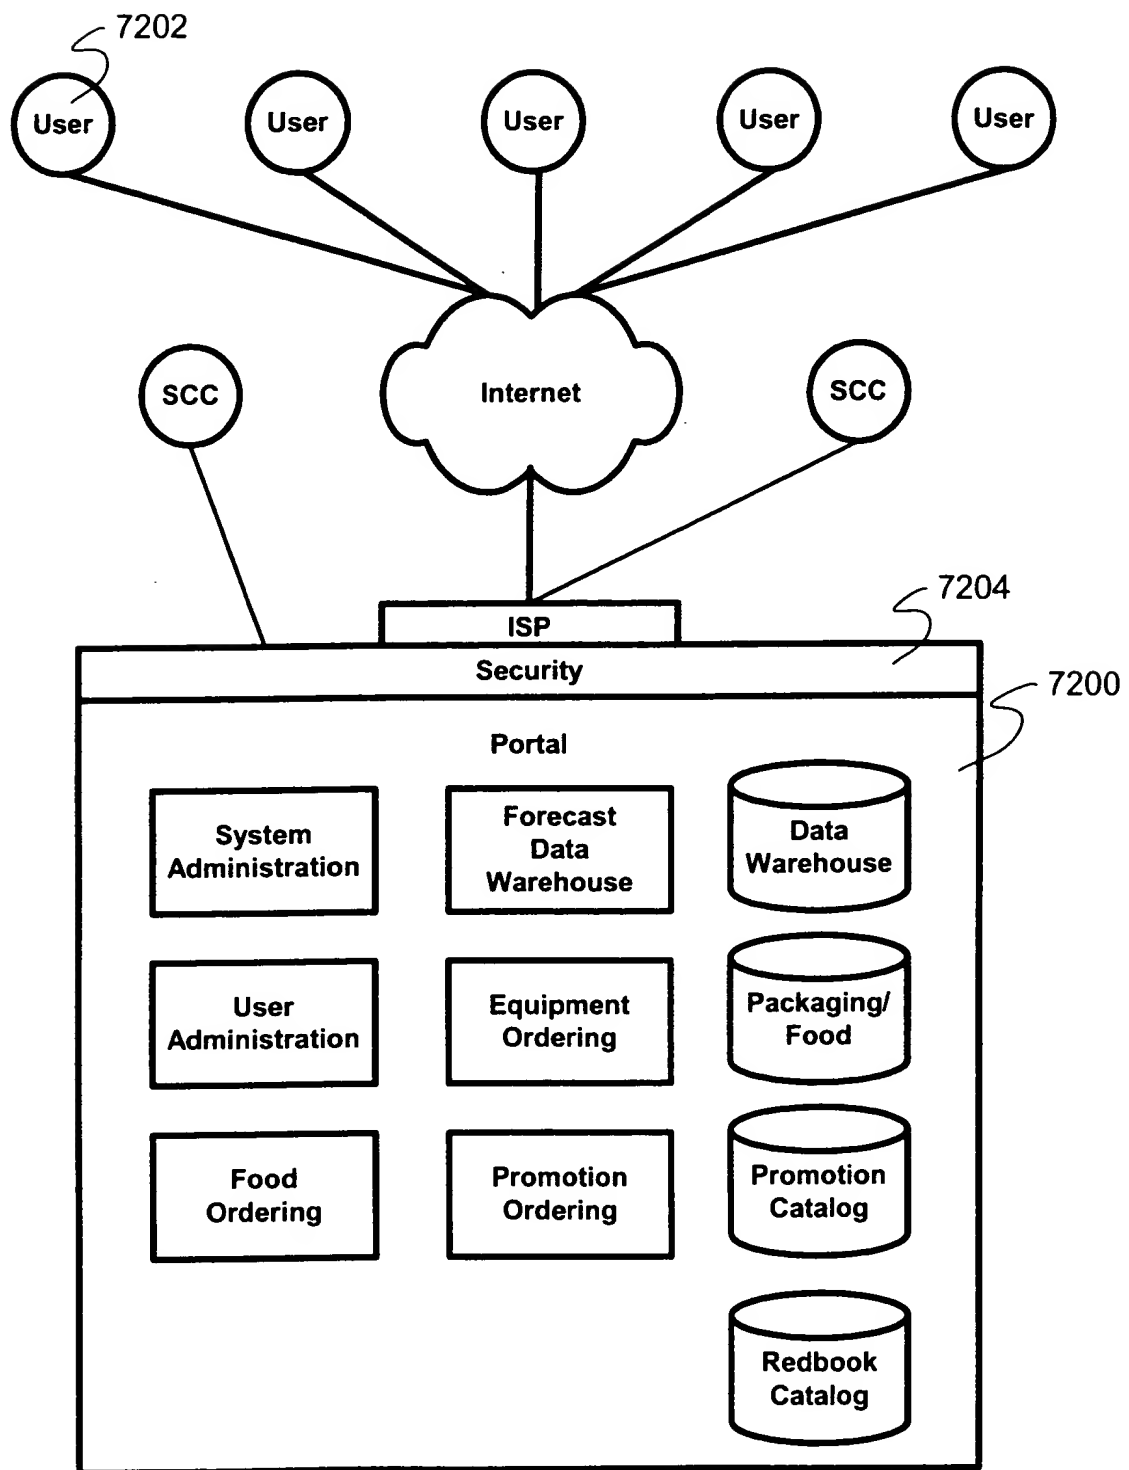 7202
User
User
User
User
User
Internet
SCC
SCC
7204
ISP
Security
7200
Portal
System
Administration
Forecast
Data
Warehouse
Data
Warehouse
User
Administration
Equipment
Ordering
Packaging/
Food
Food
Ordering
Promotion
Ordering
Promotion
Catalog
Redbook
Catalog